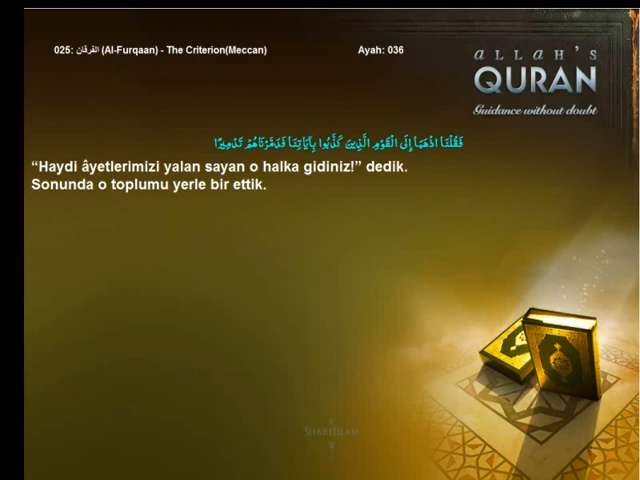 025: الفرقان (Al-Furqaan) - The Criterion(Meccan)
Ayah: 036
ALLAH'S
QURAN
Guidance without doubt
فَقُلْنَا اذْهَبَا إِلَى الْقَوْمِ الَّذِينَ كَذَّبُوا بِآيَاتِنَا فَدَمَّرْنَاهُمْ تَدْمِيرًا
“Haydi âyetlerimizi yalan sayan o halka gidiniz!” dedik.
Sonunda o toplumu yerle bir ettik.
SHAREISLAM